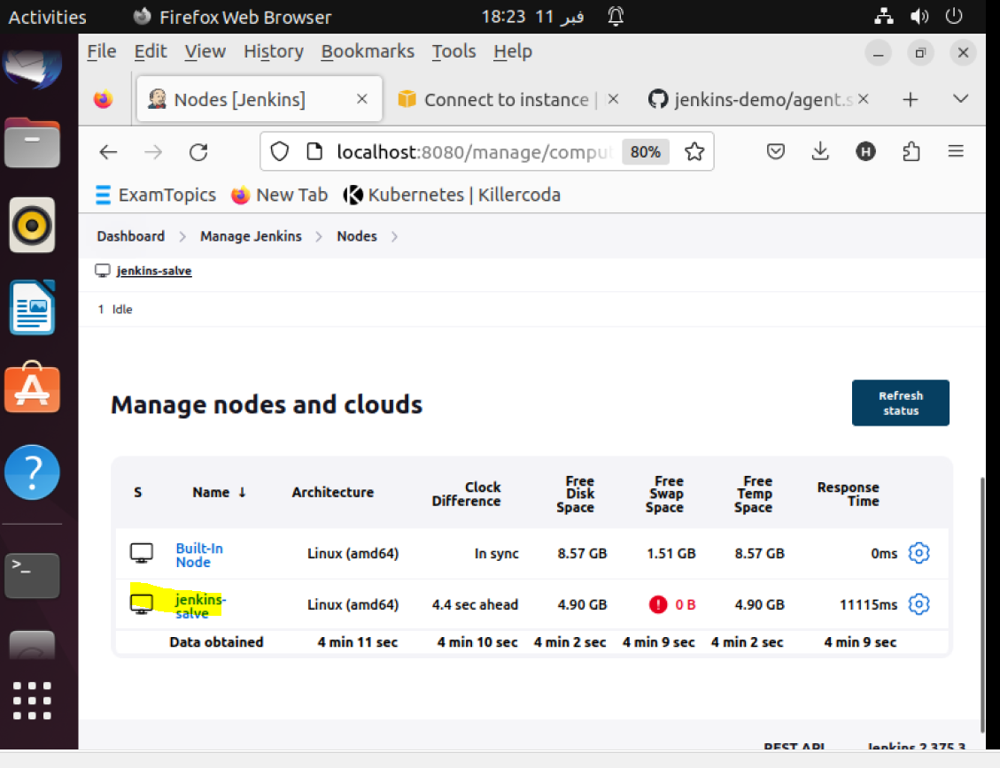 Activities Firefox Web Browser 18:23 11 فبر
File Edit View History Bookmarks Tools Help
Nodes [Jenkins] Connect to instance | jenkins-demo/agent.s
localhost:8080/manage/comput 80%
ExamTopics New Tab Kubernetes | Killercoda
Dashboard > Manage Jenkins > Nodes >
jenkins-salve
1 Idle
Manage nodes and clouds
Refresh
status
S Name ↓ Architecture Clock Difference Free Disk Space Free Swap Space Free Temp Space Response Time
Built-In Node Linux (amd64) In sync 8.57 GB 1.51 GB 8.57 GB 0ms
jenkins-salve Linux (amd64) 4.4 sec ahead 4.90 GB 0 B 4.90 GB 11115ms
Data obtained 4 min 11 sec 4 min 10 sec 4 min 2 sec 4 min 9 sec 4 min 2 sec 4 min 9 sec
REST API Jenkins 2.375.3